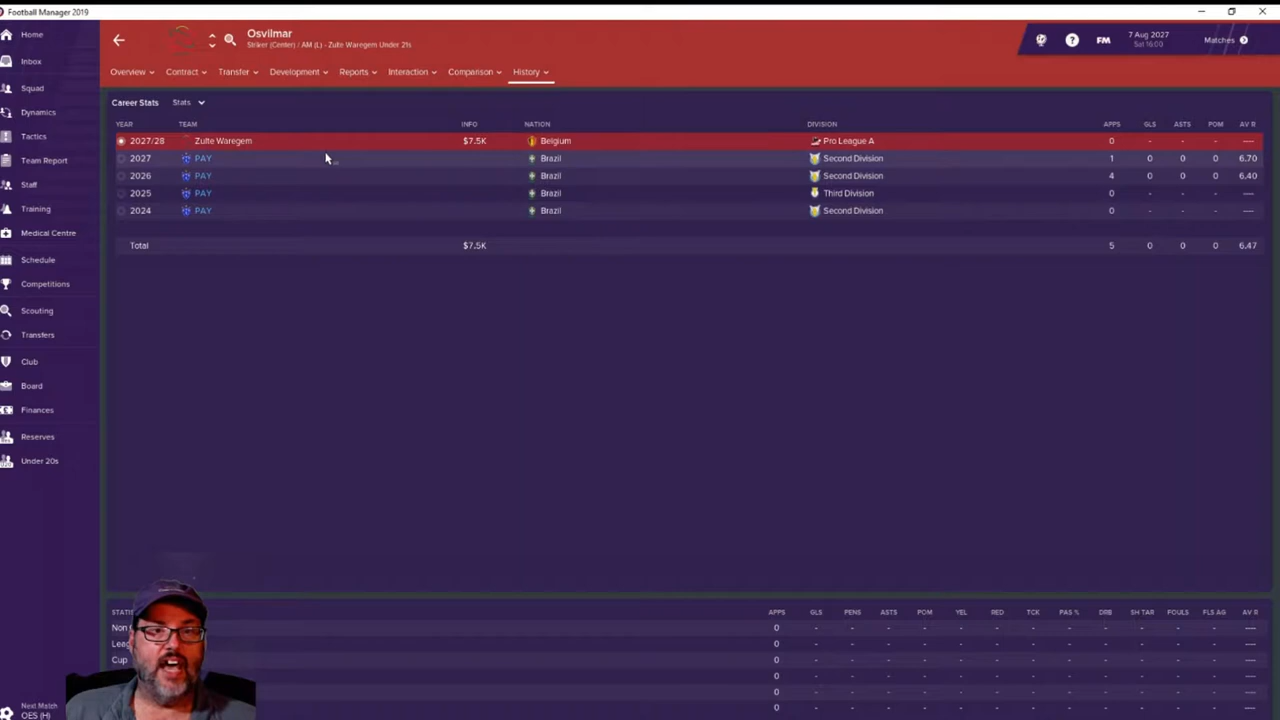 Football Manager 2019
Home
Inbox
Squad
Dynamics
Tactics
Team Report
Staff
Training
Medical Centre
Schedule
Competitions
Scouting
Transfers
Club
Board
Finances
Reserves
Under 20s
Next Match
OES (H)
Osvilmar
Striker (Center) / AM (L) - Zulte Waregem Under 21s
FM
7 Aug 2027
Sat 16:00
Matches
Overview Contract Transfer Development Reports Interaction Comparison History
Career Stats Stats
YEAR TEAM INFO NATION DIVISION APPS GLS ASTS POM AV R
2027/28 Zulte Waregem $7.5K Belgium Pro League A 0 - - - ----
2027 PAY Brazil Second Division 1 0 0 0 6.70
2026 PAY Brazil Second Division 4 0 0 0 6.40
2025 PAY Brazil Third Division 0 - - - ----
2024 PAY Brazil Second Division 0 - - - ----
Total $7.5K 5 0 0 0 6.47
APPS GLS PENS ASTS POM YEL RED TCK PAS % DRB SH TAR FOULS FLS AG AV R
Non 0 - - - - - - - - - - - - ----
0 - - - - - - - - - - - - ----
Cup 0 - - - - - - - - - - - - ----
0 - - - - - - - - - - - - ----
0 - - - - - - - - - - - - ----
0 - - - - - - - - - - - - ----